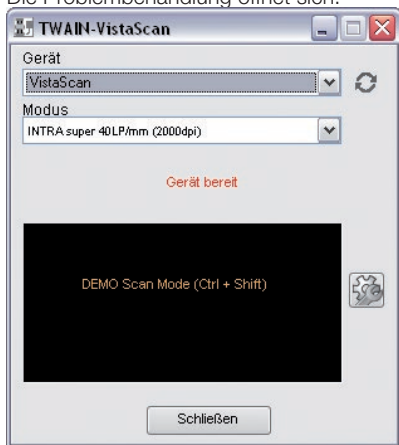 Die Problembehandlung öffnet sich.
TWAIN-VistaScan
Gerät
VistaScan
Modus
INTRA super 40LP/mm (2000dpi)
Gerät bereit
DEMO Scan Mode (Ctrl + Shift)
Schließen